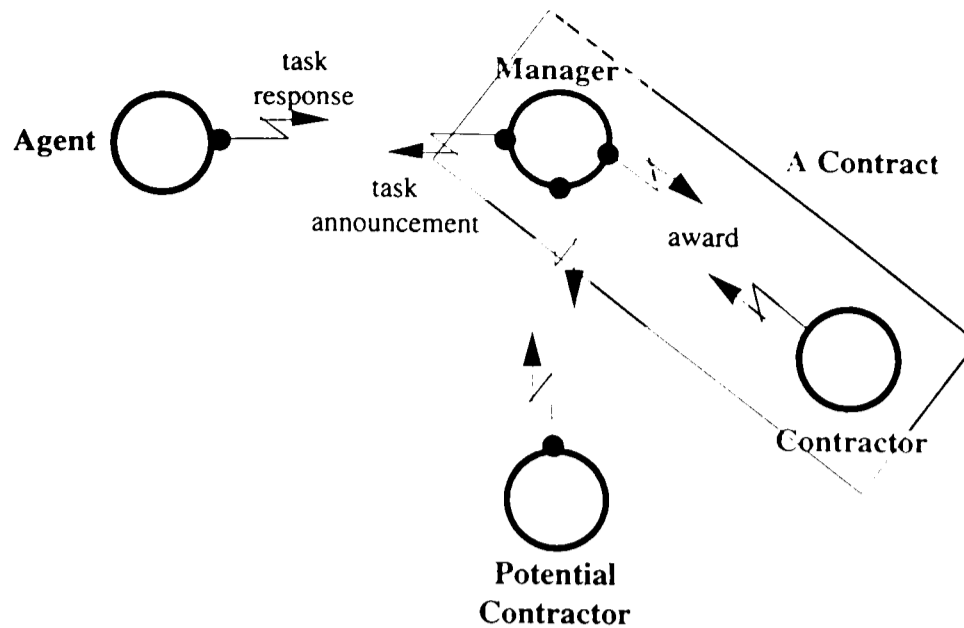 task
response
Manager
Agent
A Contract
task
announcement
award
Contractor
Potential
Contractor